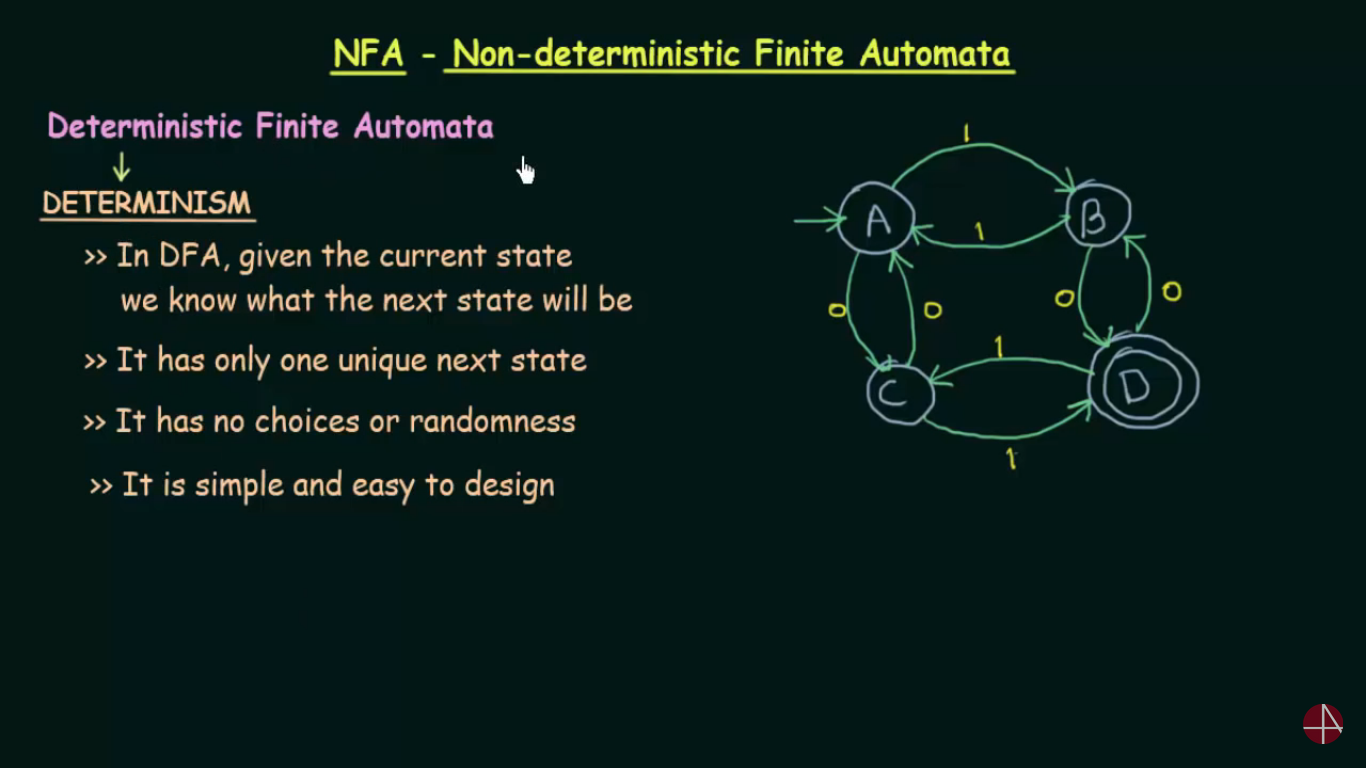 NFA - Non-deterministic Finite Automata
Deterministic Finite Automata
DETERMINISM
>> In DFA, given the current state
we know what the next state will be
>> It has only one unique next state
>> It has no choices or randomness
>> It is simple and easy to design
1
A
B
1
0
0
0
0
1
C
D
1